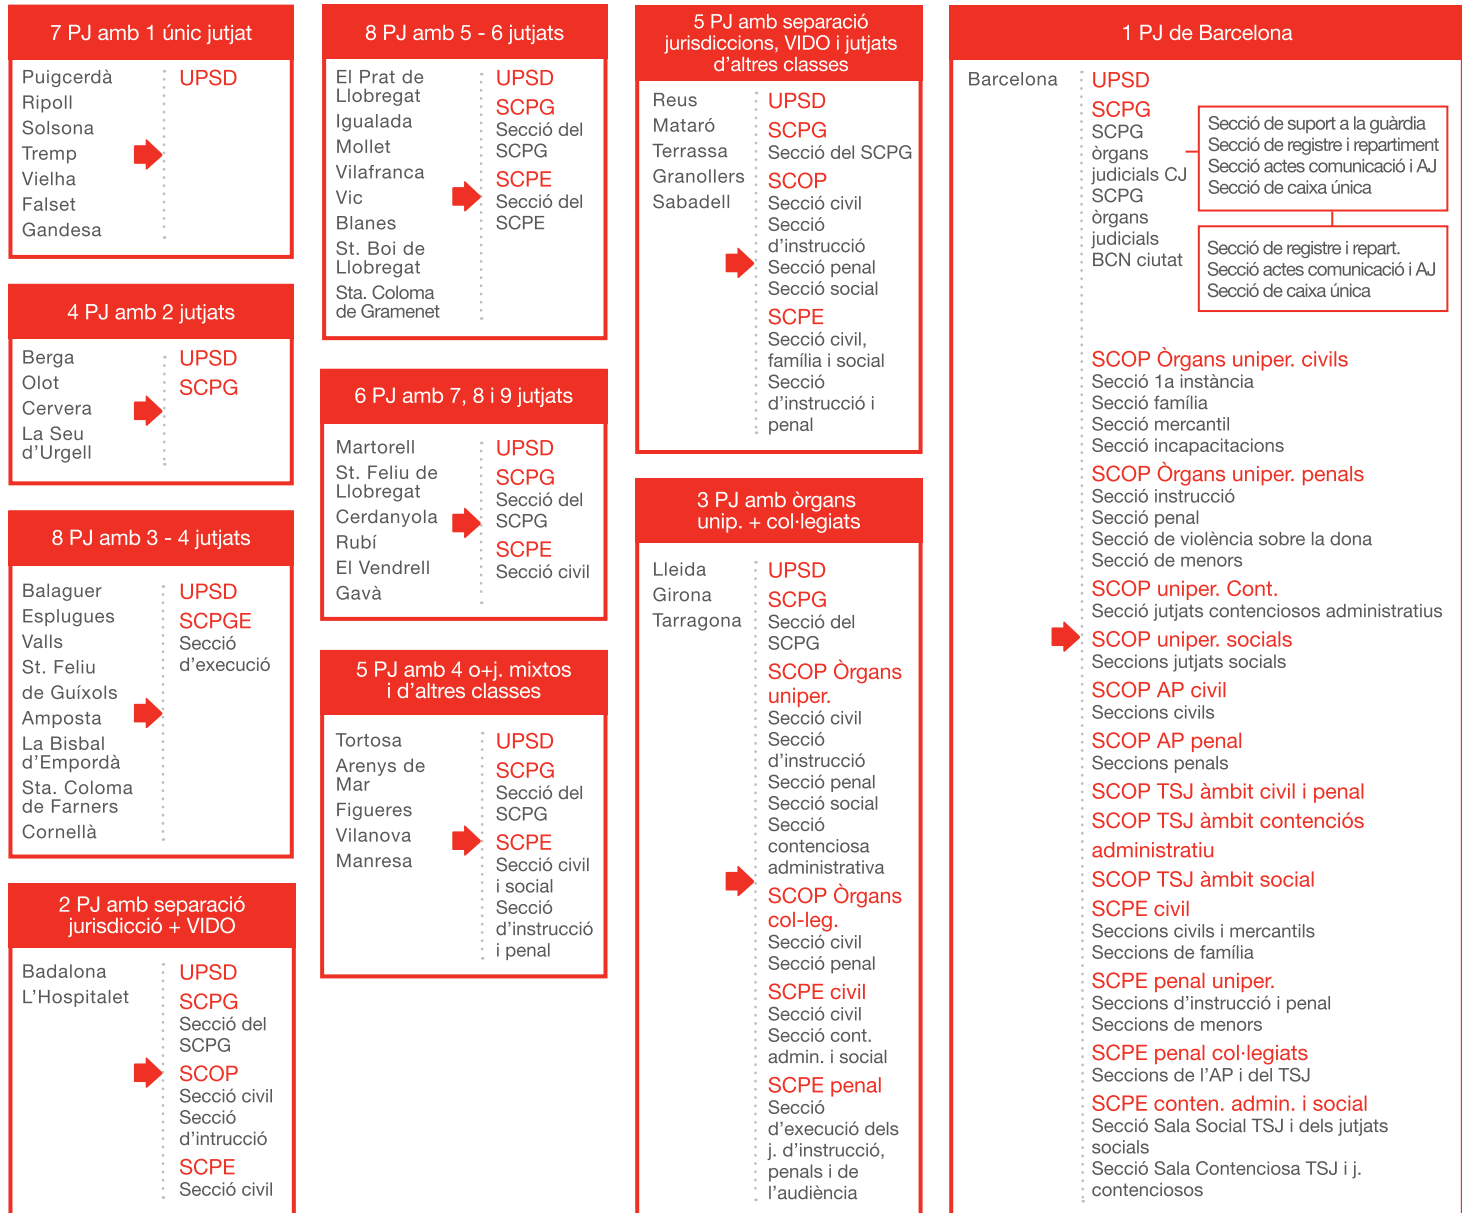 7 PJ amb 1 únic jutjat
Puigcerdà
Ripoll
Solsona
Tremp
Vielha
Falset
Gandesa
UPSD
4 PJ amb 2 jutjats
Berga
Olot
Cervera
La Seu
d’Urgell
UPSD
SCPG
8 PJ amb 3 - 4 jutjats
Balaguer
Esplugues
Valls
St. Feliu
de Guíxols
Amposta
La Bisbal
d’Empordà
Sta. Coloma
de Farners
Cornellà
UPSD
SCPGE
Secció
d’execució
2 PJ amb separació
jurisdicció + VIDO
Badalona
L’Hospitalet
UPSD
SCPG
Secció del
SCPG
SCOP
Secció civil
Secció
d’intrucció
SCPE
Secció civil
8 PJ amb 5 - 6 jutjats
El Prat de
Llobregat
Igualada
Mollet
Vilafranca
Vic
Blanes
St. Boi de
Llobregat
Sta. Coloma
de Gramenet
UPSD
SCPG
Secció del
SCPG
SCPE
Secció del
SCPE
6 PJ amb 7, 8 i 9 jutjats
Martorell
St. Feliu de
Llobregat
Cerdanyola
Rubí
El Vendrell
Gavà
UPSD
SCPG
Secció del
SCPG
SCPE
Secció civil
5 PJ amb 4 o+j. mixtos
i d’altres classes
Tortosa
Arenys de
Mar
Figueres
Vilanova
Manresa
UPSD
SCPG
Secció del
SCPG
SCPE
Secció civil
i social
Secció
d’instrucció
i penal
5 PJ amb separació
jurisdiccions, VIDO i jutjats
d’altres classes
Reus
Mataró
Terrassa
Granollers
Sabadell
UPSD
SCPG
Secció del SCPG
SCOP
Secció civil
Secció
d’instrucció
Secció penal
Secció social
SCPE
Secció civil,
família i social
Secció
d’instrucció i
penal
3 PJ amb òrgans
unip. + col·legiats
Lleida
Girona
Tarragona
UPSD
SCPG
Secció del
SCPG
SCOP Òrgans
uniper.
Secció civil
Secció
d’instrucció
Secció penal
Secció social
Secció
contenciosa
administrativa
SCOP Òrgans
col-leg.
Secció civil
Secció penal
SCPE civil
Secció civil
Secció cont.
admin. i social
SCPE penal
Secció
d’execució dels
j. d’instrucció,
penals i de
l’audiència
1 PJ de Barcelona
Barcelona
UPSD
SCPG
SCPG
òrgans
judicials CJ
SCPG
òrgans
judicials
BCN ciutat
Secció de suport a la guàrdia
Secció de registre i repartiment
Secció actes comunicació i AJ
Secció de caixa única
Secció de registre i repart.
Secció actes comunicació i AJ
Secció de caixa única
SCOP Òrgans uniper. civils
Secció 1a instància
Secció família
Secció mercantil
Secció incapacitacions
SCOP Òrgans uniper. penals
Secció instrucció
Secció penal
Secció de violència sobre la dona
Secció de menors
SCOP uniper. Cont.
Secció jutjats contenciosos administratius
SCOP uniper. socials
Seccions jutjats socials
SCOP AP civil
Seccions civils
SCOP AP penal
Seccions penals
SCOP TSJ àmbit civil i penal
SCOP TSJ àmbit contenciós
administratiu
SCOP TSJ àmbit social
SCPE civil
Seccions civils i mercantils
Seccions de família
SCPE penal uniper.
Seccions d’instrucció i penal
Seccions de menors
SCPE penal col·legiats
Seccions de l’AP i del TSJ
SCPE conten. admin. i social
Secció Sala Social TSJ i dels jutjats
socials
Secció Sala Contenciosa TSJ i j.
contenciosos